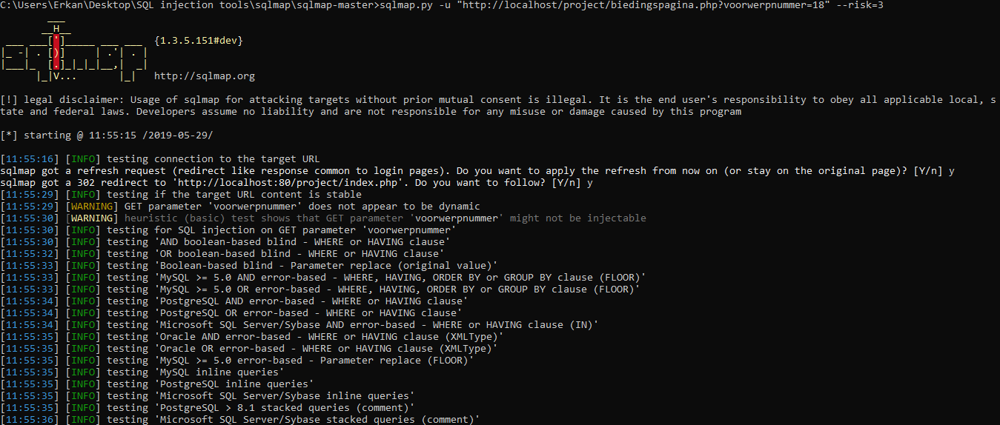 C:\Users\Erkan\Desktop\SQL injection tools\sqlmap\sqlmap-master>sqlmap.py -u "http://localhost/project/biedingspagina.php?voorwerpnummer=18" --risk=3
        ___
       __H__
 ___ ___[']_____ ___ ___  {1.3.5.151#dev}
|_ -| . [)]     | .'| . |
|___|_  [.]_|_|_|__,|  _|
      |_|V...       |_|   http://sqlmap.org
[!] legal disclaimer: Usage of sqlmap for attacking targets without prior mutual consent is illegal. It is the end user's responsibility to obey all applicable local, s
tate and federal laws. Developers assume no liability and are not responsible for any misuse or damage caused by this program
[*] starting @ 11:55:15 /2019-05-29/
[11:55:16] [INFO] testing connection to the target URL
sqlmap got a refresh request (redirect like response common to login pages). Do you want to apply the refresh from now on (or stay on the original page)? [Y/n] y
sqlmap got a 302 redirect to 'http://localhost:80/project/index.php'. Do you want to follow? [Y/n] y
[11:55:29] [INFO] testing if the target URL content is stable
[11:55:29] [WARNING] GET parameter 'voorwerpnummer' does not appear to be dynamic
[11:55:30] [WARNING] heuristic (basic) test shows that GET parameter 'voorwerpnummer' might not be injectable
[11:55:30] [INFO] testing for SQL injection on GET parameter 'voorwerpnummer'
[11:55:30] [INFO] testing 'AND boolean-based blind - WHERE or HAVING clause'
[11:55:32] [INFO] testing 'OR boolean-based blind - WHERE or HAVING clause'
[11:55:33] [INFO] testing 'Boolean-based blind - Parameter replace (original value)'
[11:55:33] [INFO] testing 'MySQL >= 5.0 AND error-based - WHERE, HAVING, ORDER BY or GROUP BY clause (FLOOR)'
[11:55:33] [INFO] testing 'MySQL >= 5.0 OR error-based - WHERE, HAVING, ORDER BY or GROUP BY clause (FLOOR)'
[11:55:34] [INFO] testing 'PostgreSQL AND error-based - WHERE or HAVING clause'
[11:55:34] [INFO] testing 'PostgreSQL OR error-based - WHERE or HAVING clause'
[11:55:34] [INFO] testing 'Microsoft SQL Server/Sybase AND error-based - WHERE or HAVING clause (IN)'
[11:55:34] [INFO] testing 'Oracle AND error-based - WHERE or HAVING clause (XMLType)'
[11:55:35] [INFO] testing 'Oracle OR error-based - WHERE or HAVING clause (XMLType)'
[11:55:35] [INFO] testing 'MySQL >= 5.0 error-based - Parameter replace (FLOOR)'
[11:55:35] [INFO] testing 'MySQL inline queries'
[11:55:35] [INFO] testing 'PostgreSQL inline queries'
[11:55:35] [INFO] testing 'Microsoft SQL Server/Sybase inline queries'
[11:55:35] [INFO] testing 'PostgreSQL > 8.1 stacked queries (comment)'
[11:55:36] [INFO] testing 'Microsoft SQL Server/Sybase stacked queries (comment)'